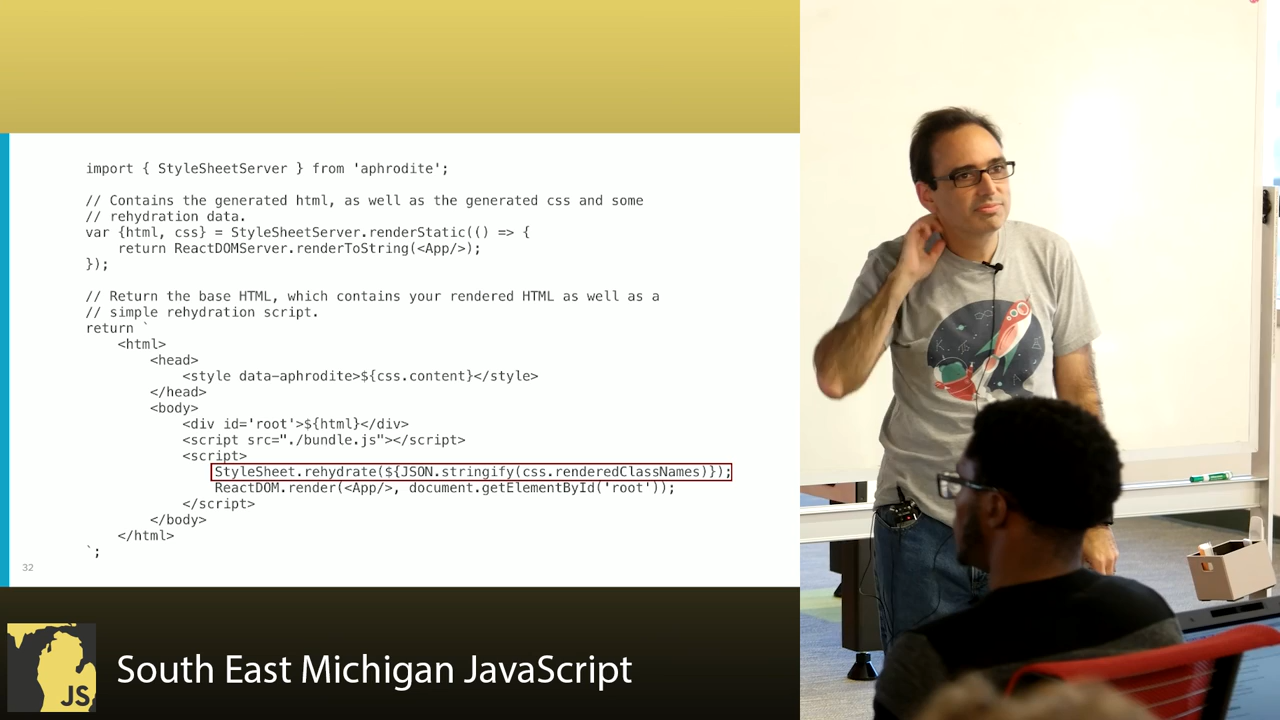 import { StyleSheetServer } from 'aphrodite';
// Contains the generated html, as well as the generated css and some
// rehydration data.
var {html, css} = StyleSheetServer.renderStatic(() => {
    return ReactDOMServer.renderToString(<App/>);
});
// Return the base HTML, which contains your rendered HTML as well as a
// simple rehydration script.
return `
    <html>
        <head>
            <style data-aphrodite>${css.content}</style>
        </head>
        <body>
            <div id='root'>${html}</div>
            <script src="./bundle.js"></script>
            <script>
                StyleSheet.rehydrate(${JSON.stringify(css.renderedClassNames)});
                ReactDOM.render(<App/>, document.getElementById('root'));
            </script>
        </body>
    </html>
`;
32
JS
South East Michigan JavaScript